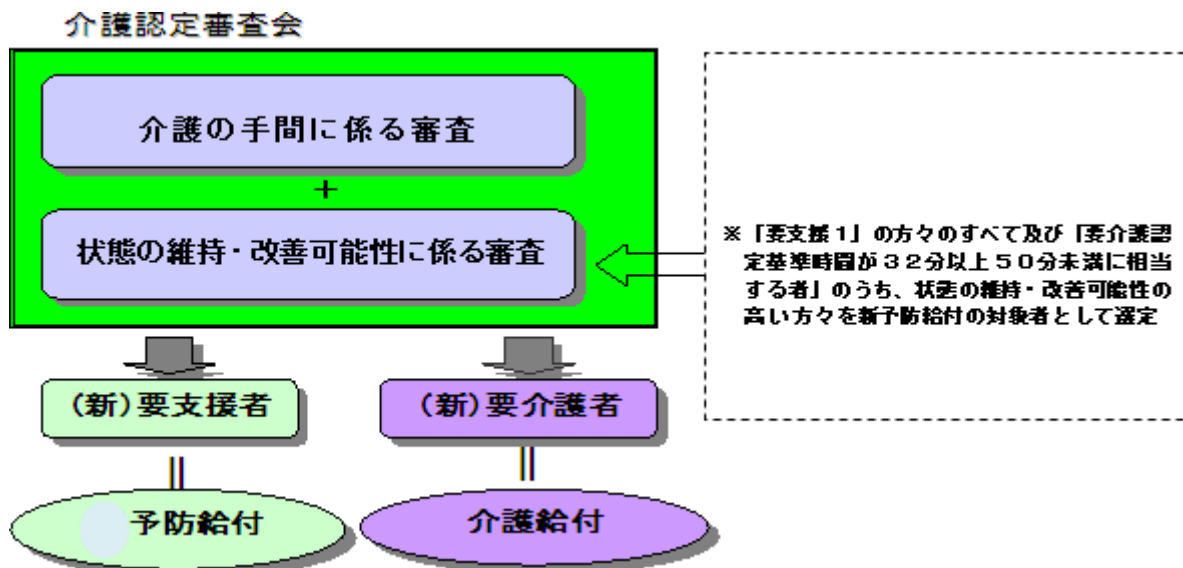 介護認定審査会
介護の手間に係る審査
+
状態の維持・改善可能性に係る審査
※「要支援1」の方々のすべて及び「要介護認
定基準時間が32分以上50分未満に相当
する者」のうち、状態の維持・改善可能性の
高い方々を新予防給付の対象者として選定
(新)要支援者
(新)要介護者
||
||
予防給付
介護給付